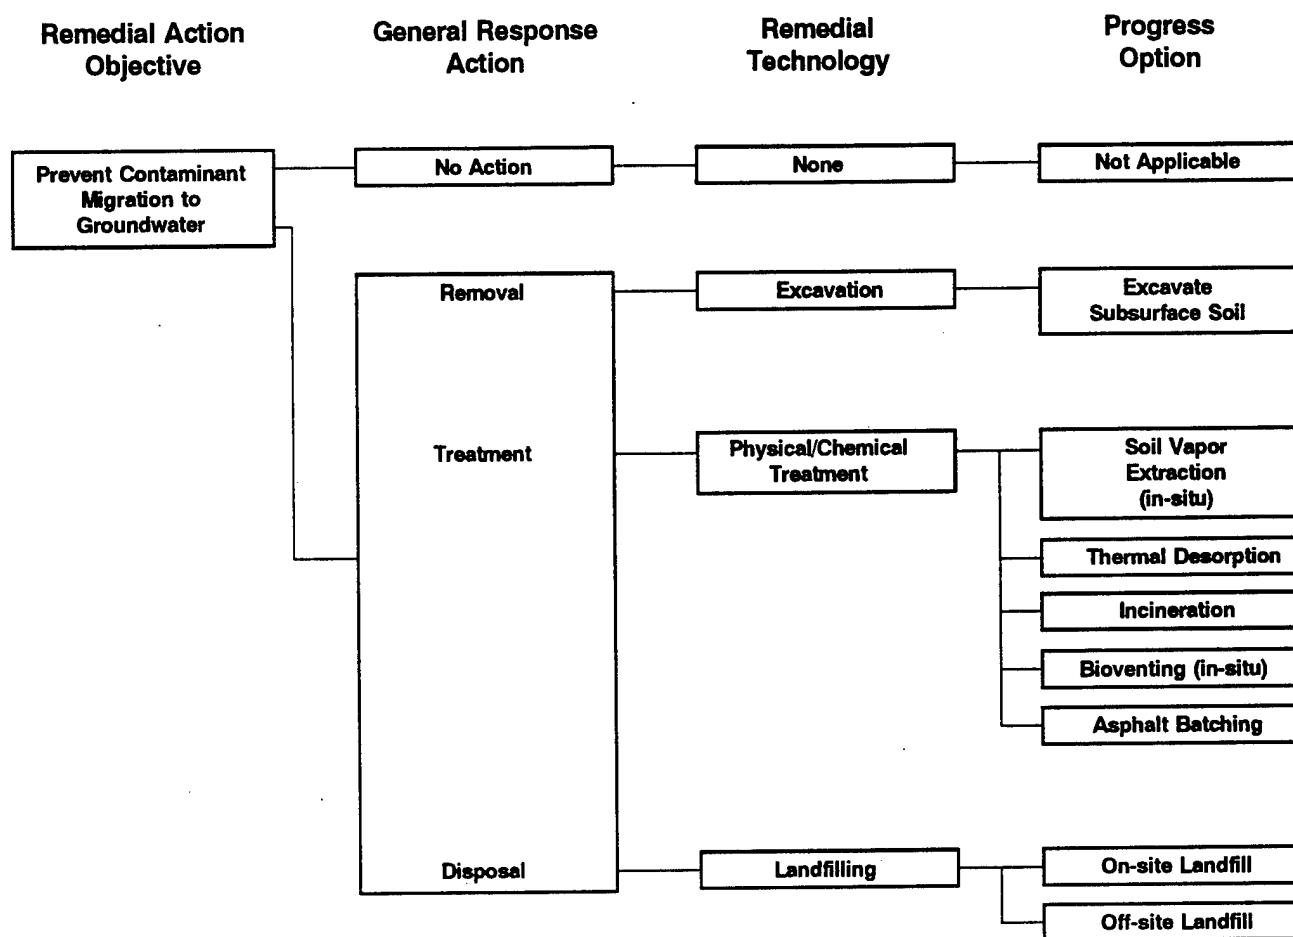 Remedial Action
Objective
General Response
Action
Remedial
Technology
Progress
Option
Prevent Contaminant
Migration to
Groundwater
No Action
None
Not Applicable
Removal
Excavation
Excavate
Subsurface Soil
Treatment
Physical/Chemical
Treatment
Soil Vapor
Extraction
(in-situ)
Thermal Desorption
Incineration
Bioventing (in-situ)
Asphalt Batching
Disposal
Landfilling
On-site Landfill
Off-site Landfill